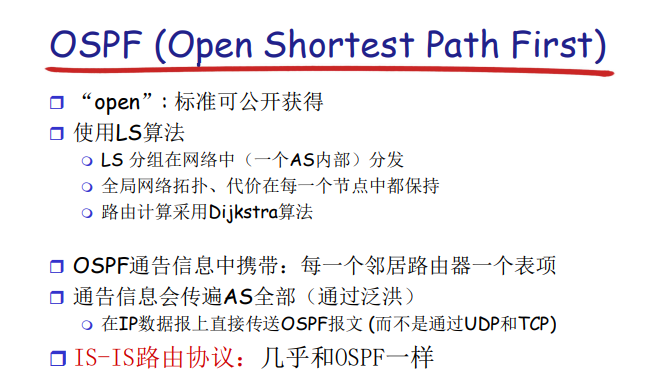 OSPF (Open Shortest Path First)
“open”: 标准可公开获得
使用LS算法
LS 分组在网络中（一个AS内部）分发
全局网络拓扑、代价在每一个节点中都保持
路由计算采用Dijkstra算法
OSPF通告信息中携带：每一个邻居路由器一个表项
通告信息会传遍AS全部（通过泛洪）
在IP数据报上直接传送OSPF报文 (而不是通过UDP和TCP)
IS-IS路由协议：几乎和OSPF一样